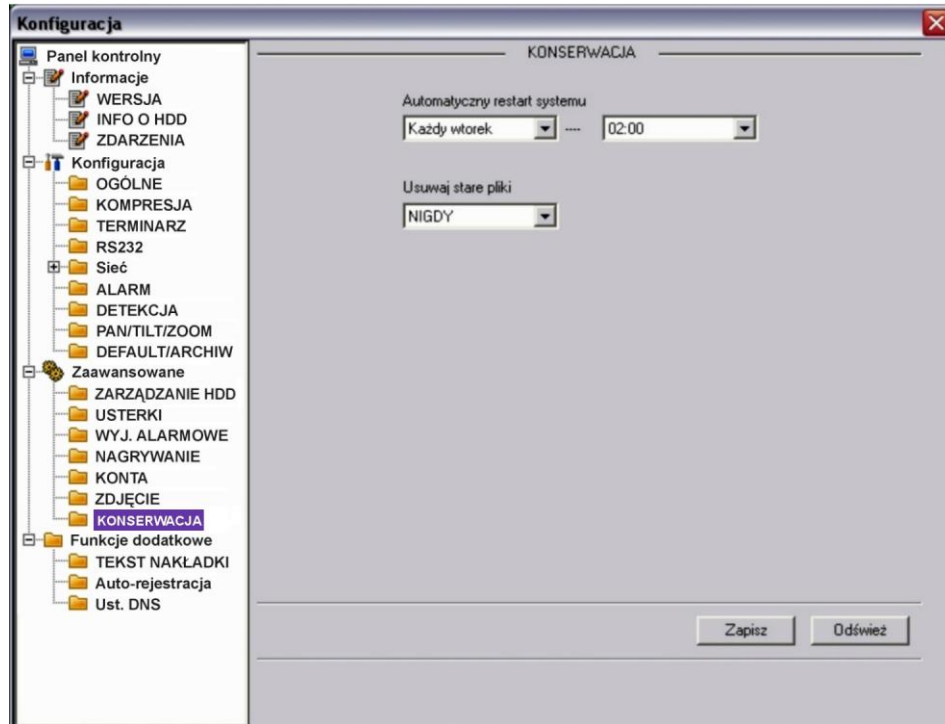 Konfiguracja
Panel kontrolny
Informacje
WERSJA
INFO O HDD
ZDARZENIA
Konfiguracja
OGÓLNE
KOMPRESJA
TERMINARZ
RS232
Sieć
ALARM
DETEKCJA
PAN/TILT/ZOOM
DEFAULT/ARCHIW
Zaawansowane
ZARZĄDZANIE HDD
USTERKI
WYJ. ALARMOWE
NAGRYWANIE
KONTA
ZDJĘCIE
KONSERWACJA
Funkcje dodatkowe
TEKST NAKŁADKI
Auto-rejestracja
Ust. DNS
KONSERWACJA
Automatyczny restart systemu
Każdy wtorek ---- 02:00
Usuwaj stare pliki
NIGDY
Zapisz Odśwież